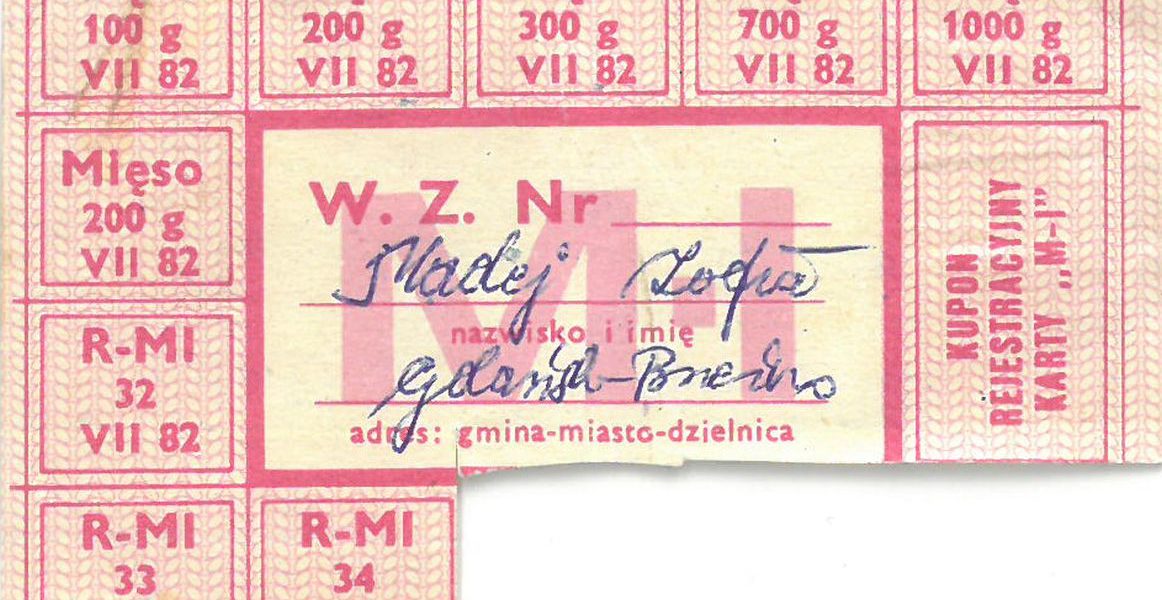 100 g
VII 82
200 g
VII 82
300 g
VII 82
700 g
VII 82
1000 g
VII 82
Mięso
200 g
VII 82
R-MI
32
VII 82
R-MI
33
R-MI
34
M-I
W. Z. Nr
Madej Zofia
nazwisko i imię
Gdańsk-Brzeźno
adres: gmina-miasto-dzielnica
KUPON
REJESTRACYJNY
KARTY „M-I”